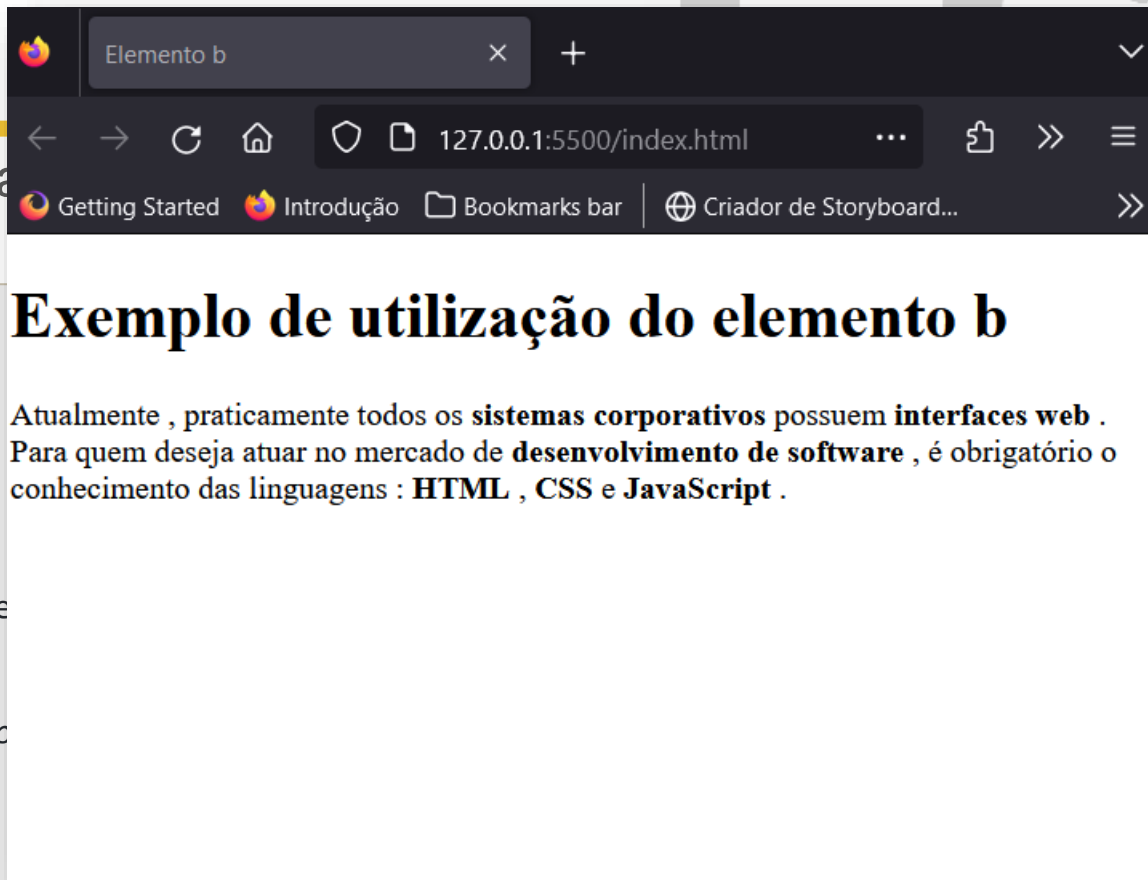 Elemento b
127.0.0.1:5500/index.html
Getting Started Introdução Bookmarks bar Criador de Storyboard...
Exemplo de utilização do elemento b
Atualmente , praticamente todos os sistemas corporativos possuem interfaces web .
Para quem deseja atuar no mercado de desenvolvimento de software , é obrigatório o
conhecimento das linguagens : HTML , CSS e JavaScript .